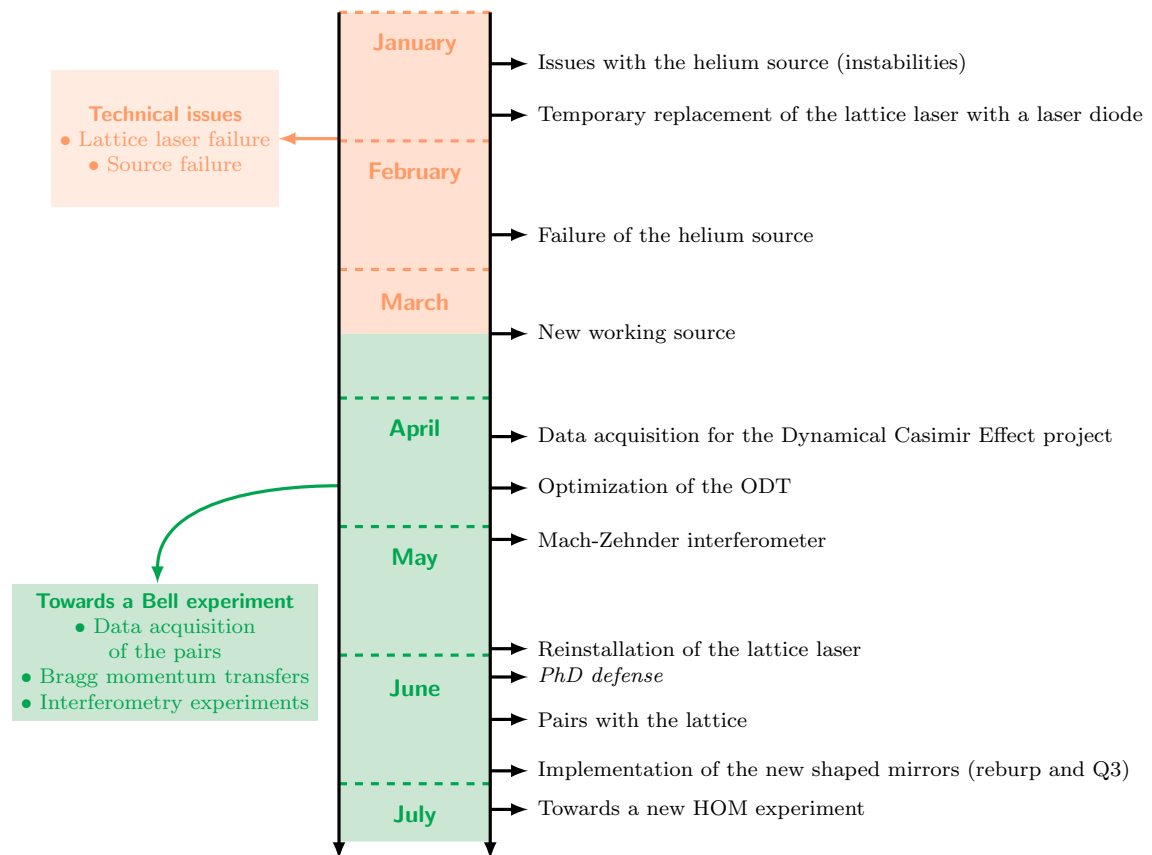 January
Issues with the helium source (instabilities)
Temporary replacement of the lattice laser with a laser diode
Technical issues
• Lattice laser failure
• Source failure
February
Failure of the helium source
March
New working source
April
Data acquisition for the Dynamical Casimir Effect project
Optimization of the ODT
Mach-Zehnder interferometer
May
Towards a Bell experiment
• Data acquisition
of the pairs
• Bragg momentum transfers
• Interferometry experiments
Reinstallation of the lattice laser
PhD defense
June
Pairs with the lattice
Implementation of the new shaped mirrors (reburp and Q3)
July
Towards a new HOM experiment